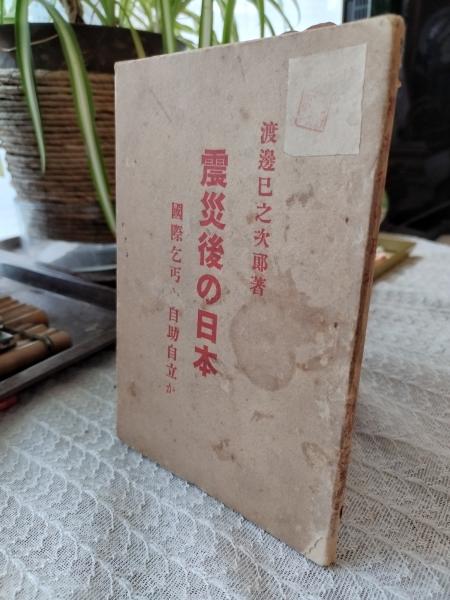 渡邊巳之次郎著
震災後の日本
國際乞丐か 自助自立か